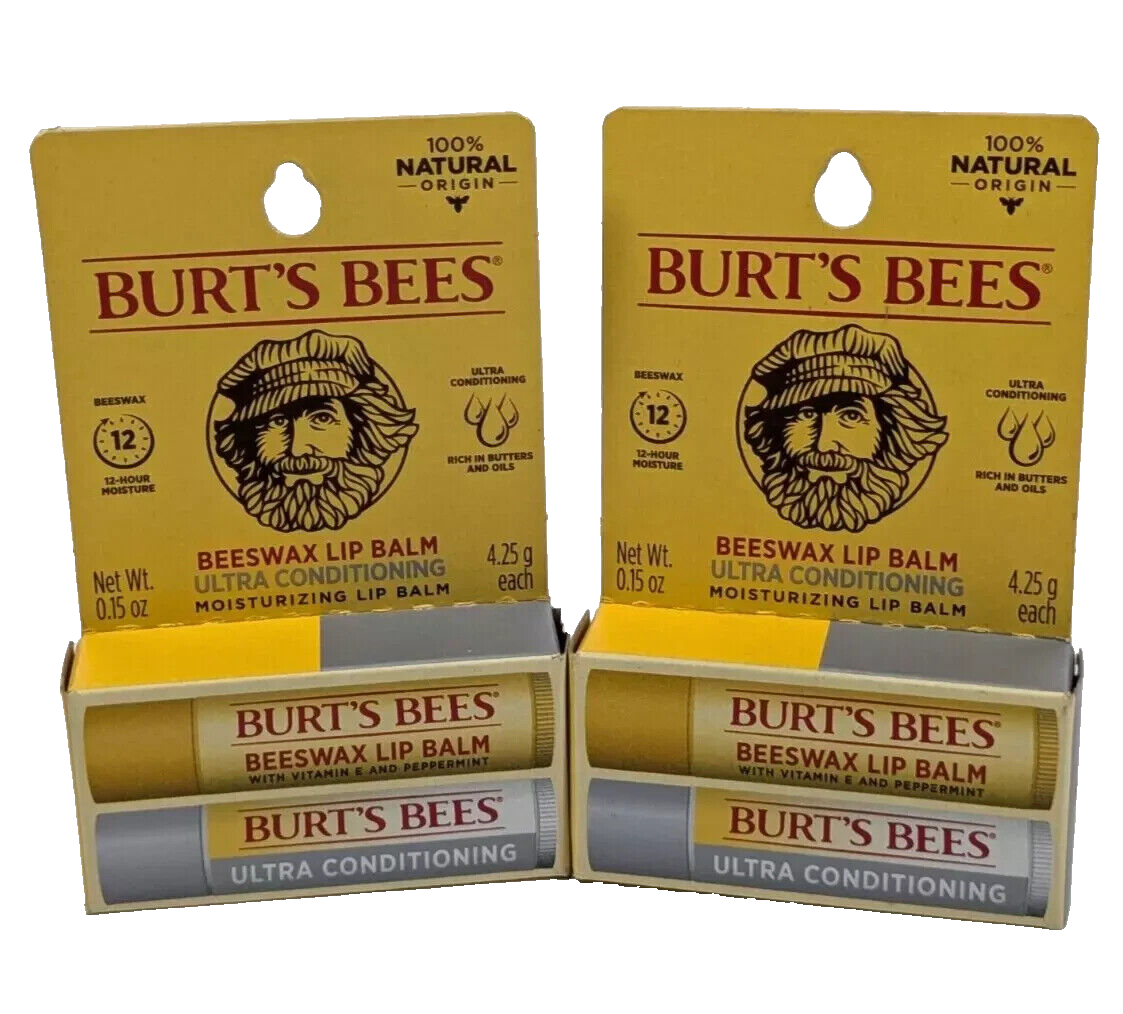 100%
NATURAL
ORIGIN
BURT'S BEES®
BEESWAX
12
12-HOUR
MOISTURE
ULTRA
CONDITIONING
RICH IN BUTTERS
AND OILS
BEESWAX LIP BALM
ULTRA CONDITIONING
MOISTURIZING LIP BALM
Net Wt.
0.15 oz
4.25 g
each
BURT'S BEES®
BEESWAX LIP BALM
WITH VITAMIN E AND PEPPERMINT
BURT'S BEES®
ULTRA CONDITIONING
100%
NATURAL
ORIGIN
BURT'S BEES®
BEESWAX
12
12-HOUR
MOISTURE
ULTRA
CONDITIONING
RICH IN BUTTERS
AND OILS
BEESWAX LIP BALM
ULTRA CONDITIONING
MOISTURIZING LIP BALM
Net Wt.
0.15 oz
4.25 g
each
BURT'S BEES®
BEESWAX LIP BALM
WITH VITAMIN E AND PEPPERMINT
BURT'S BEES®
ULTRA CONDITIONING